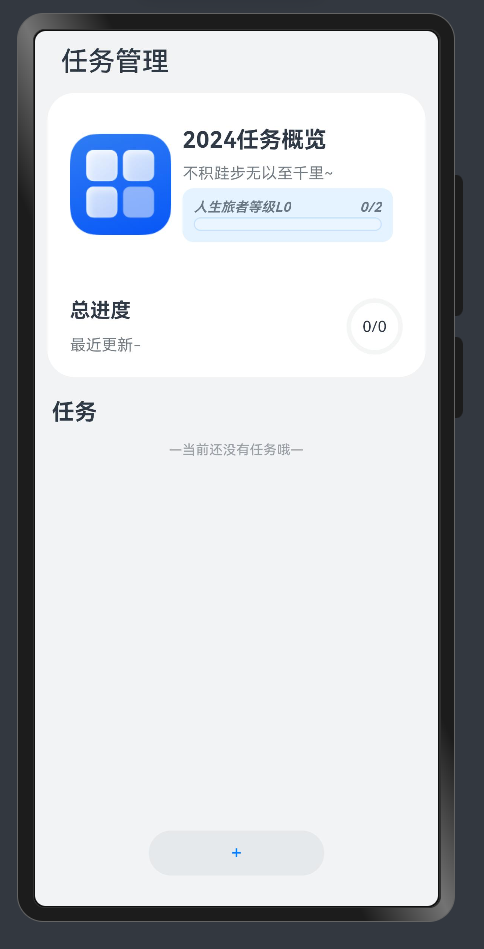 任务管理
2024任务概览
不积跬步无以至千里~
人生旅者等级L0 0/2
总进度
0/0
最近更新-
任务
—当前还没有任务哦—
+